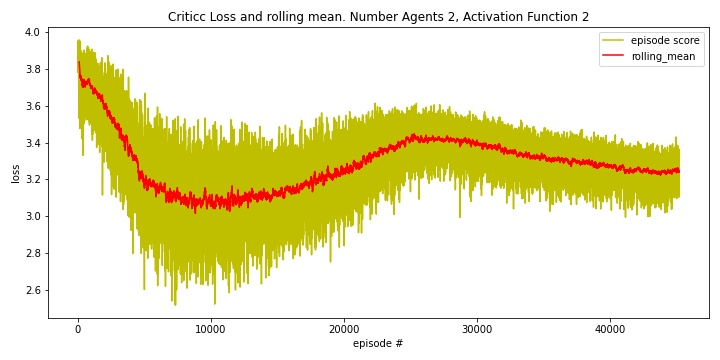 Criticc Loss and rolling mean. Number Agents 2, Activation Function 2
episode score
rolling_mean
4.0
3.8
3.6
3.4
3.2
3.0
2.8
2.6
loss
0 10000 20000 30000 40000
episode #